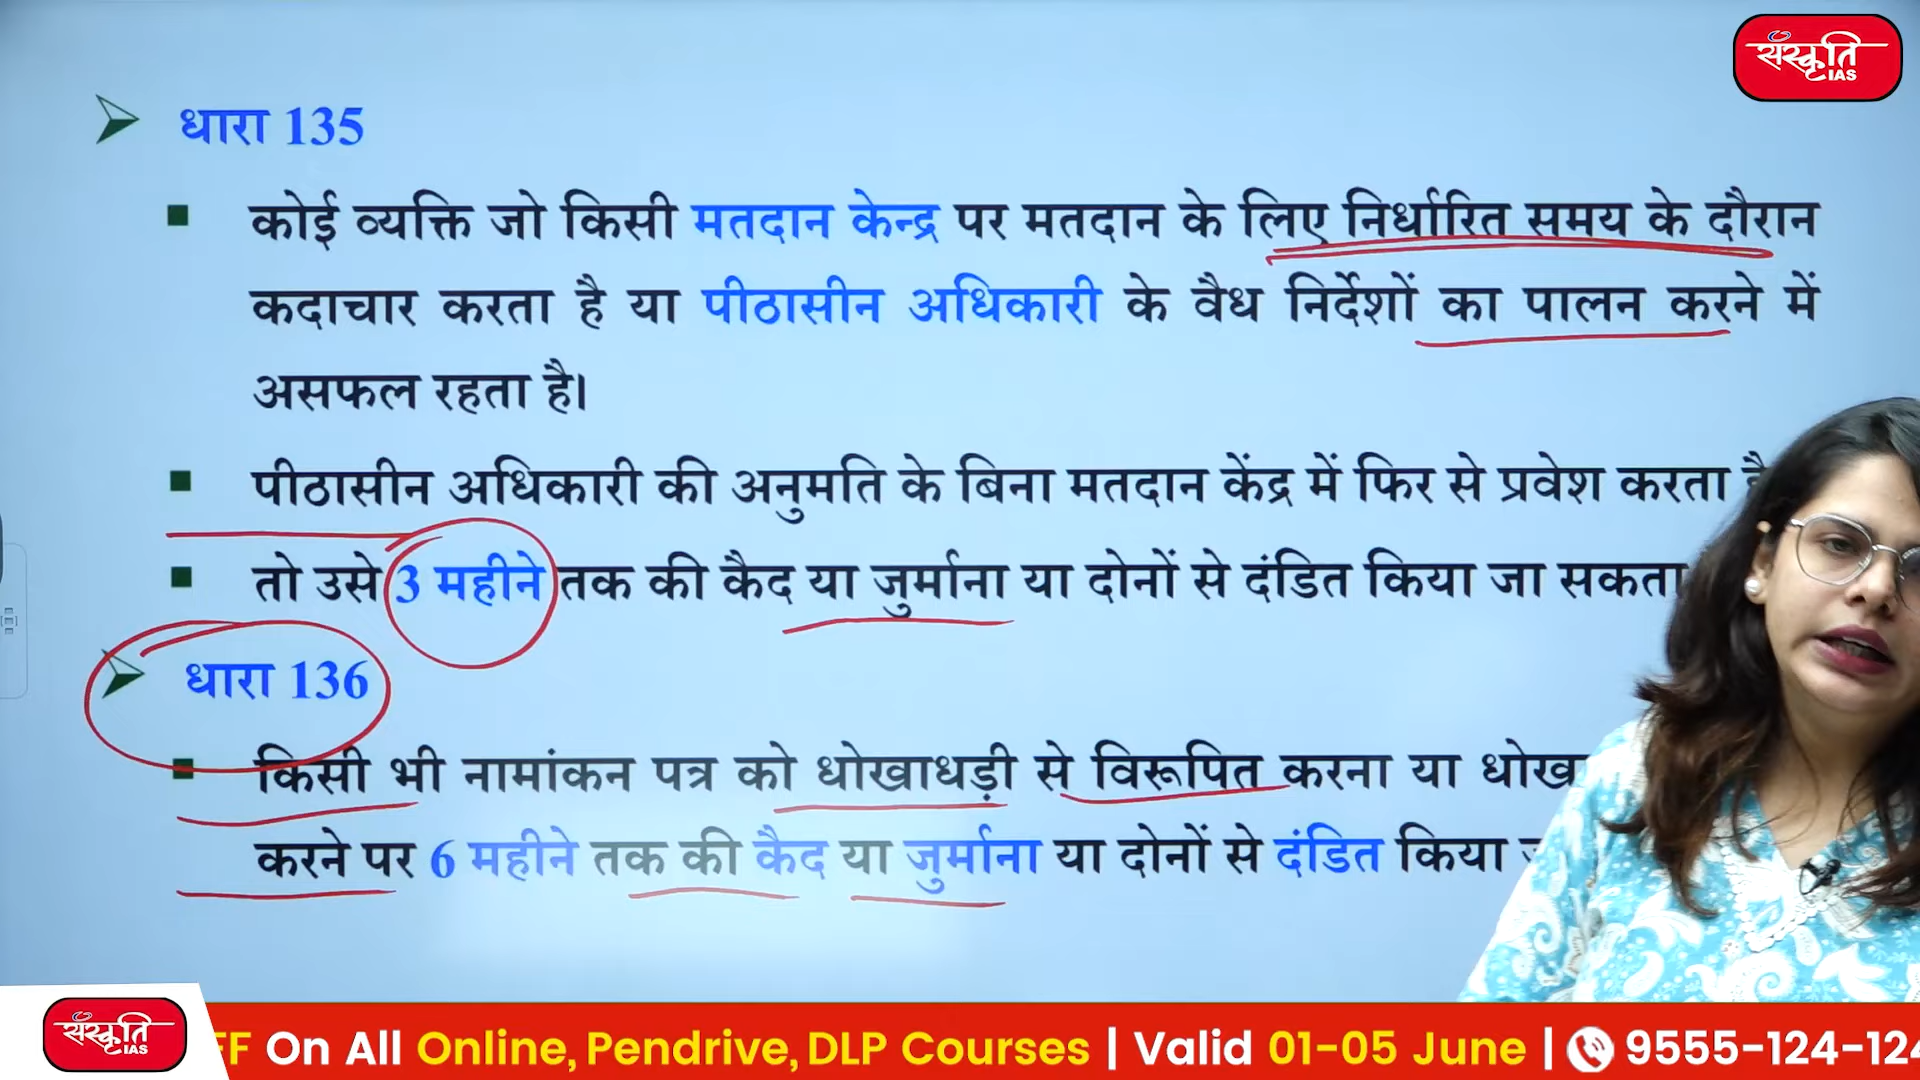 संस्कृति
IAS
धारा 135
कोई व्यक्ति जो किसी मतदान केन्द्र पर मतदान के लिए निर्धारित समय के दौरान
कदाचार करता है या पीठासीन अधिकारी के वैध निर्देशों का पालन करने में
असफल रहता है।
पीठासीन अधिकारी की अनुमति के बिना मतदान केंद्र में फिर से प्रवेश करता
तो उसे 3 महीने तक की कैद या जुर्माना या दोनों से दंडित किया जा सकता
धारा 136
किसी भी नामांकन पत्र को धोखाधड़ी से विरूपित करना या
करने पर 6 महीने तक की कैद या जुर्माना या दोनों से दंडित किया
संस्कृति
IAS
FF On All Online, Pendrive, DLP Courses | Valid 01-05 June | 9555-124-124